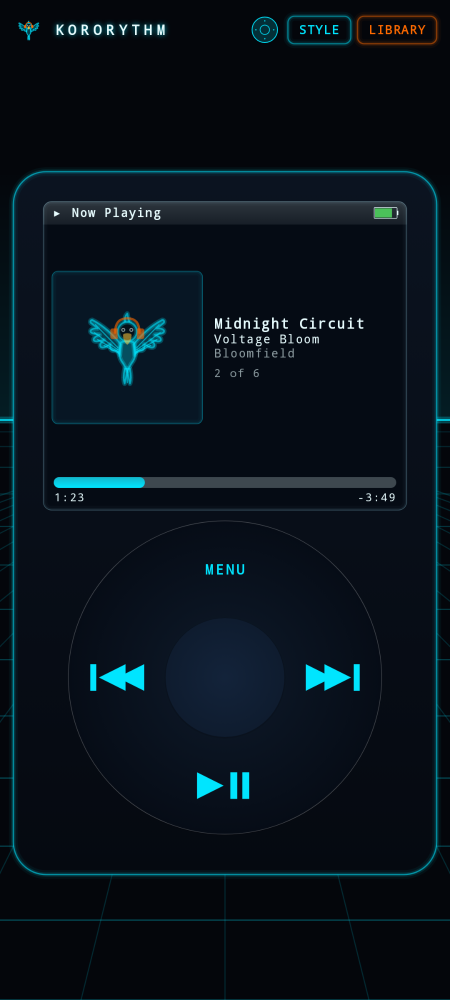 KORORYTHM
STYLE
LIBRARY
Now Playing
Midnight Circuit
Voltage Bloom
Bloomfield
2 of 6
1:23
-3:49
MENU